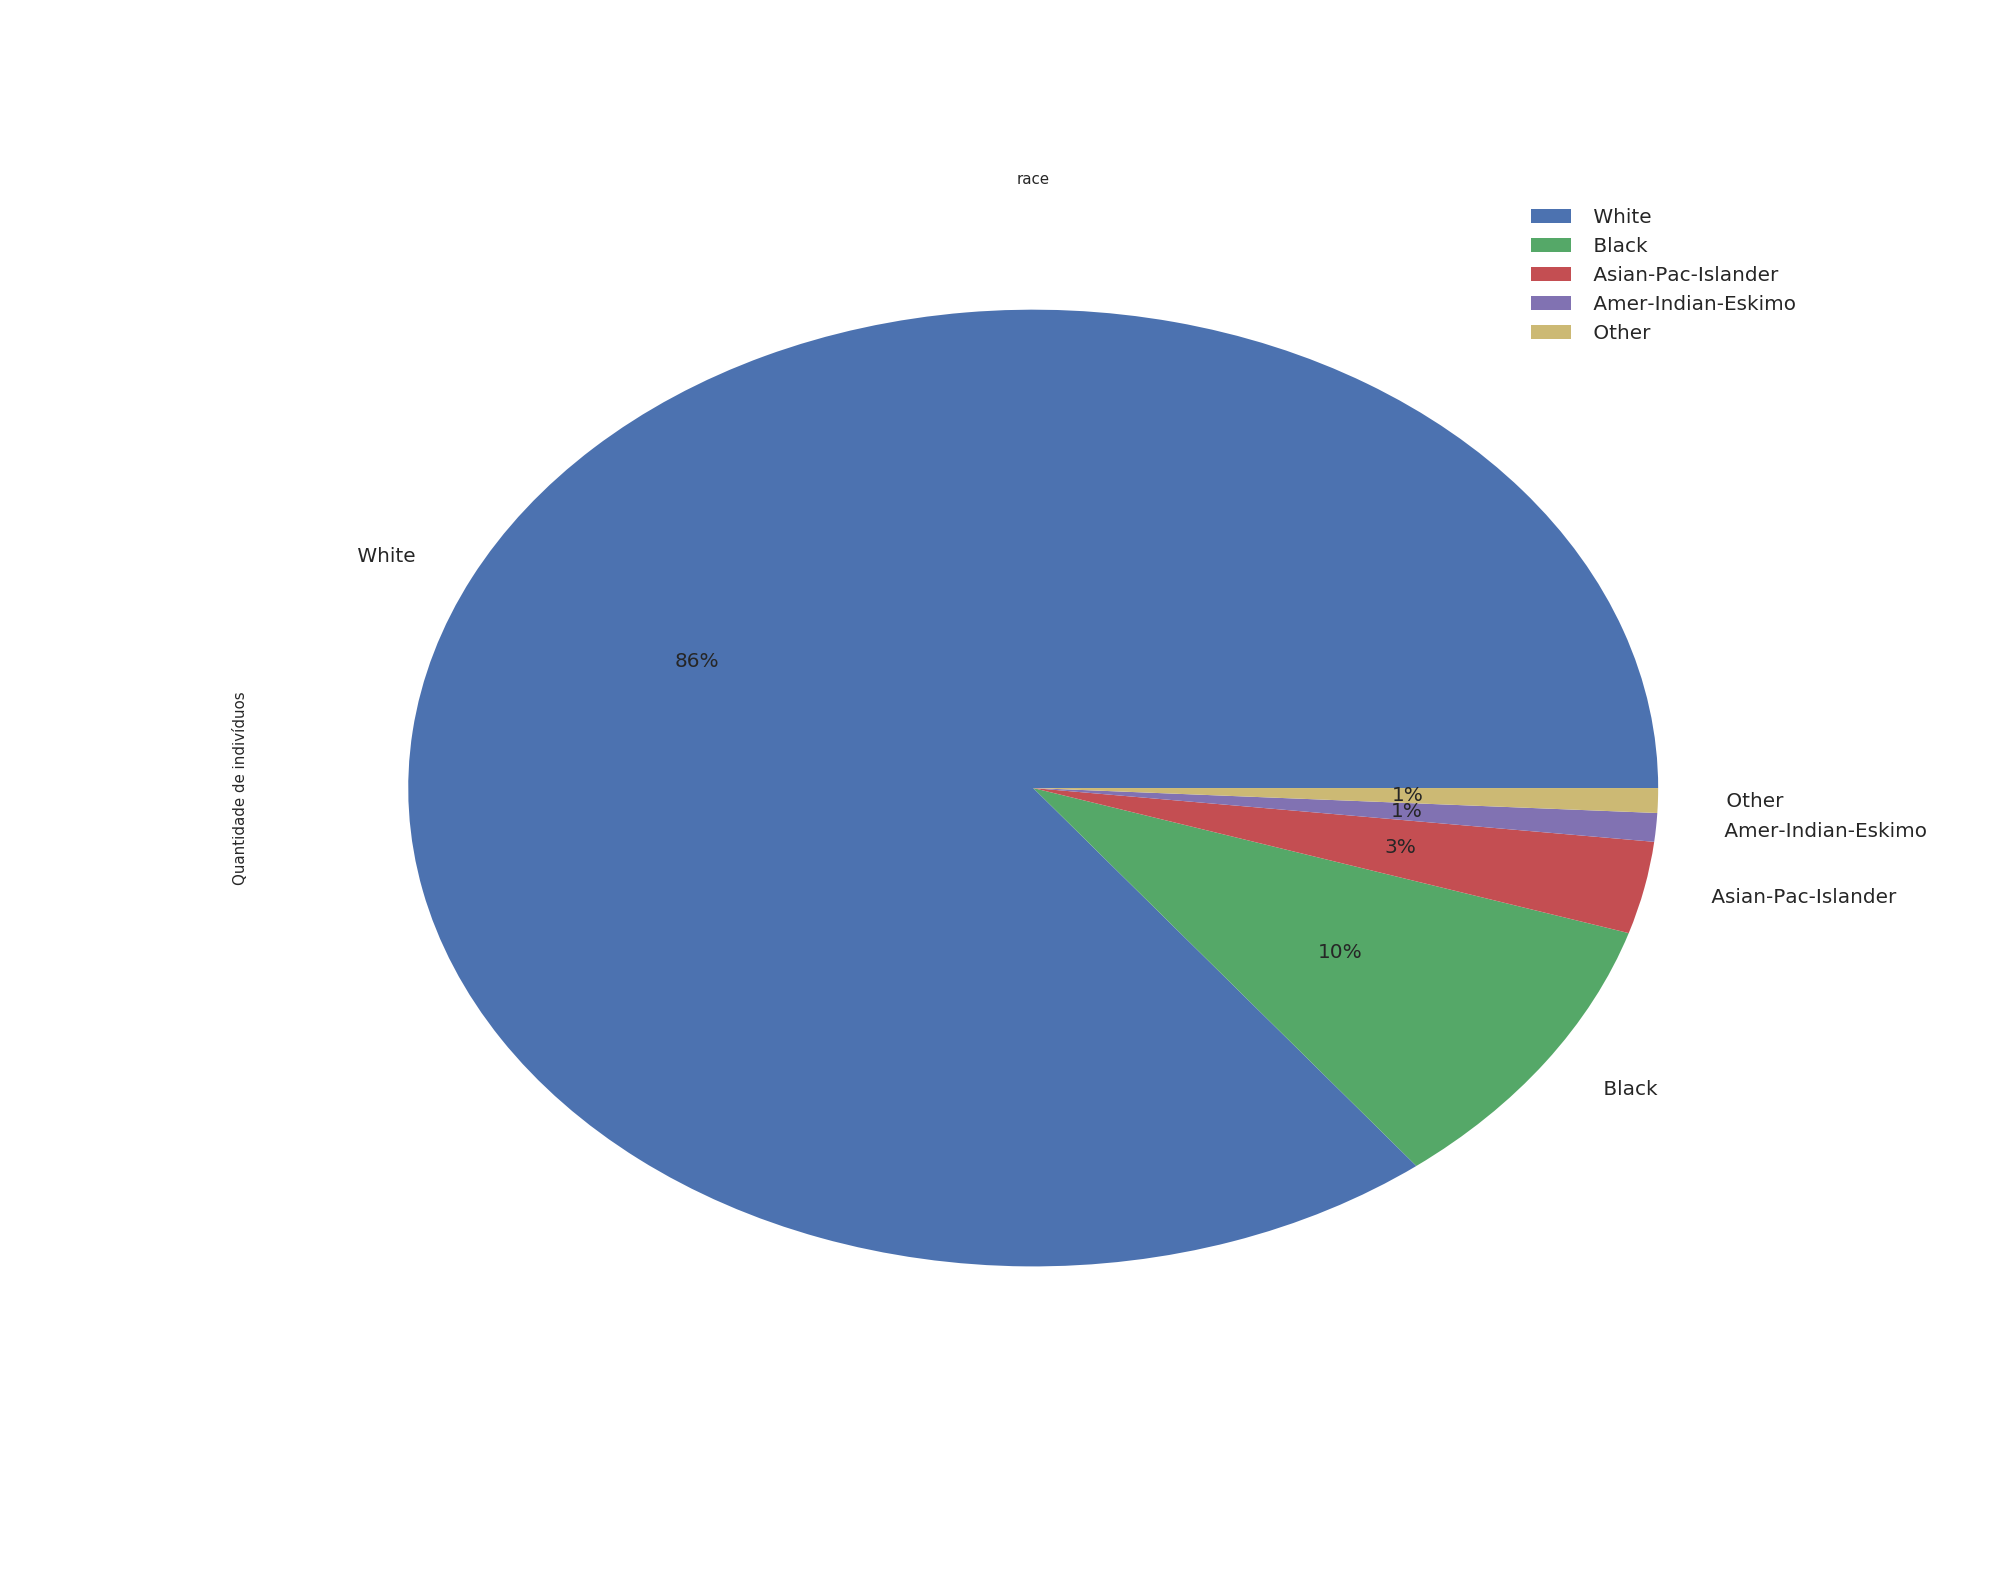 race
White
Black
Asian-Pac-Islander
Amer-Indian-Eskimo
Other
White
86%
Quantidade de indivíduos
1%
Other
1%
Amer-Indian-Eskimo
3%
Asian-Pac-Islander
10%
Black